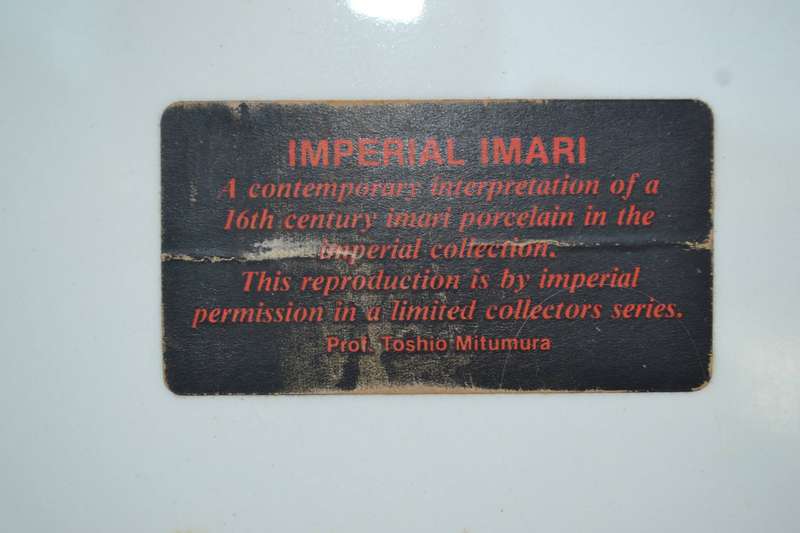 IMPERIAL IMARI
A contemporary interpretation of a
16th century imari porcelain in the
imperial collection.
This reproduction is by imperial
permission in a limited collectors series.
Prof. Toshio Mitumura